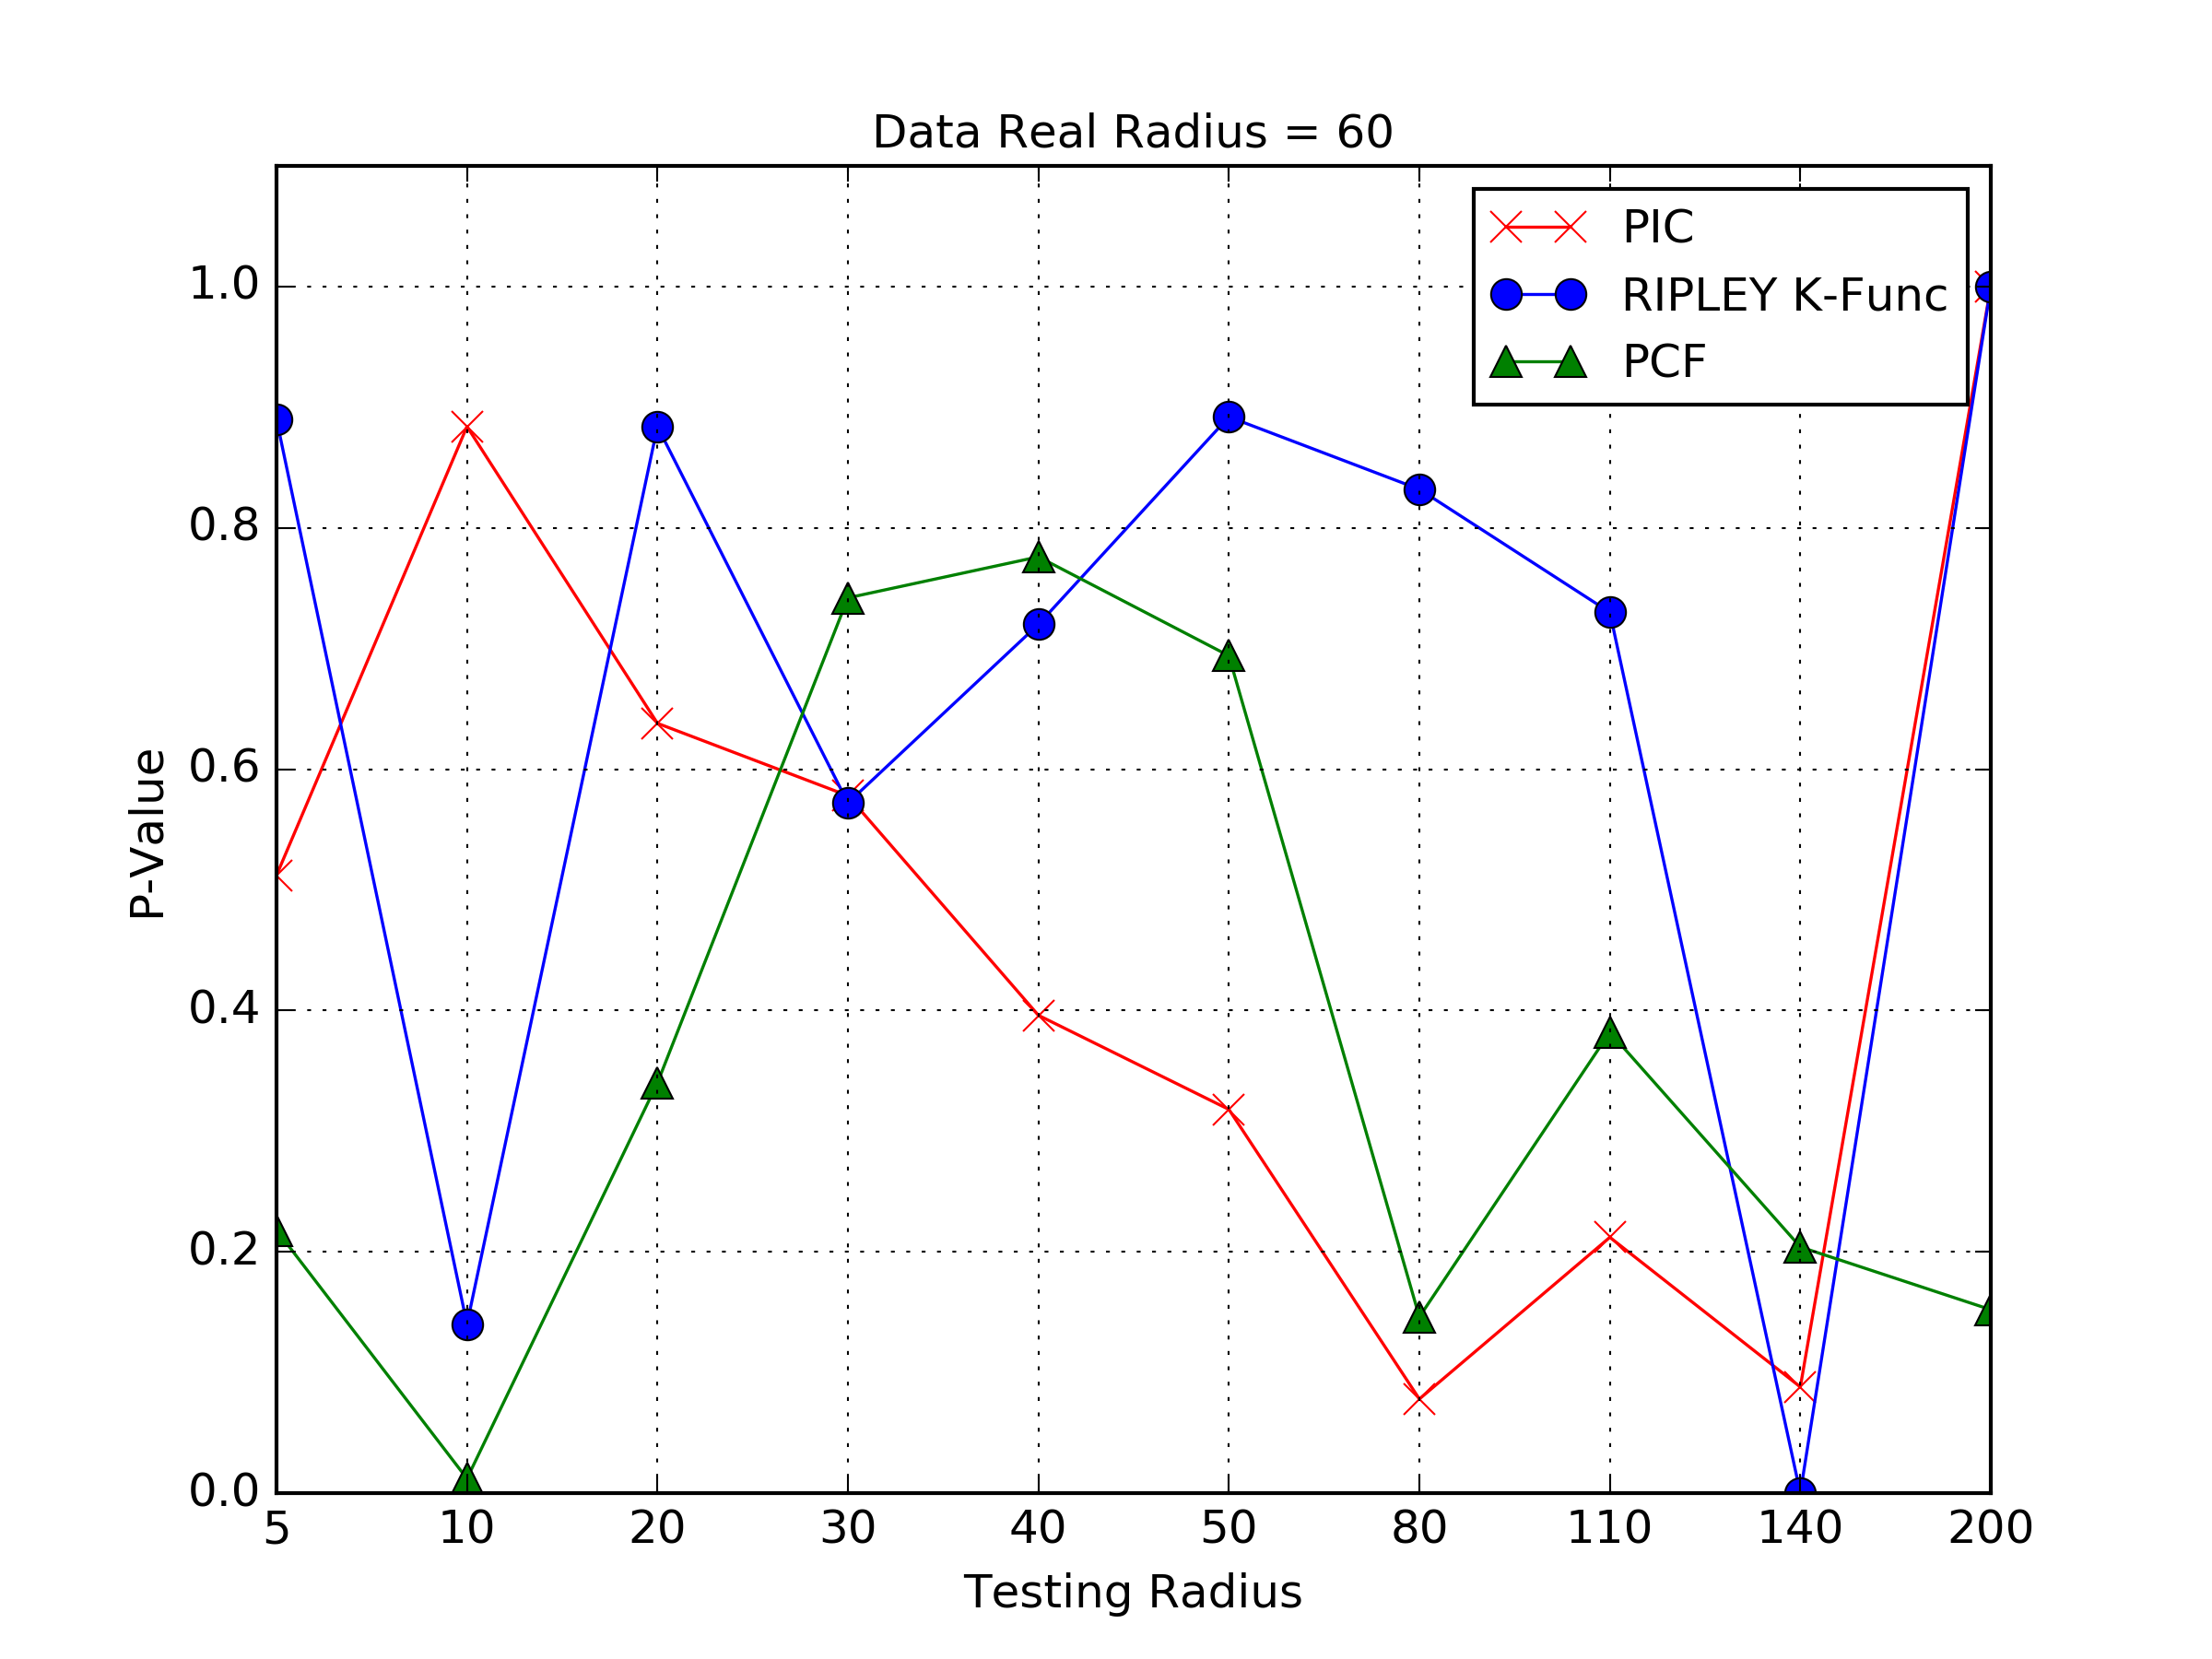 Data Real Radius = 60
PIC
RIPLEY K-Func
PCF
1.0
0.8
0.6
0.4
0.2
0.0
P-Value
5 10 20 30 40 50 80 110 140 200
Testing Radius